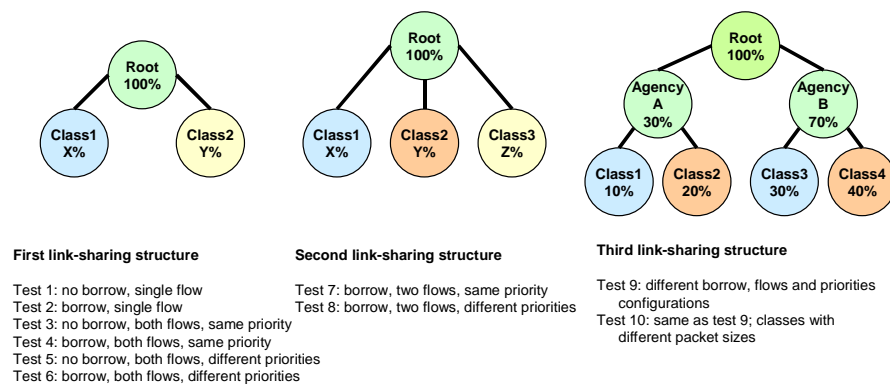 Root
100%
Class1
X%
Class2
Y%
Root
100%
Class1
X%
Class2
Y%
Class3
Z%
Root
100%
Agency
A
30%
Agency
B
70%
Class1
10%
Class2
20%
Class3
30%
Class4
40%
First link-sharing structure
Test 1: no borrow, single flow
Test 2: borrow, single flow
Test 3: no borrow, both flows, same priority
Test 4: borrow, both flows, same priority
Test 5: no borrow, both flows, different priorities
Test 6: borrow, both flows, different priorities
Second link-sharing structure
Test 7: borrow, two flows, same priority
Test 8: borrow, two flows, different priorities
Third link-sharing structure
Test 9: different borrow, flows and priorities
configurations
Test 10: same as test 9; classes with
different packet sizes